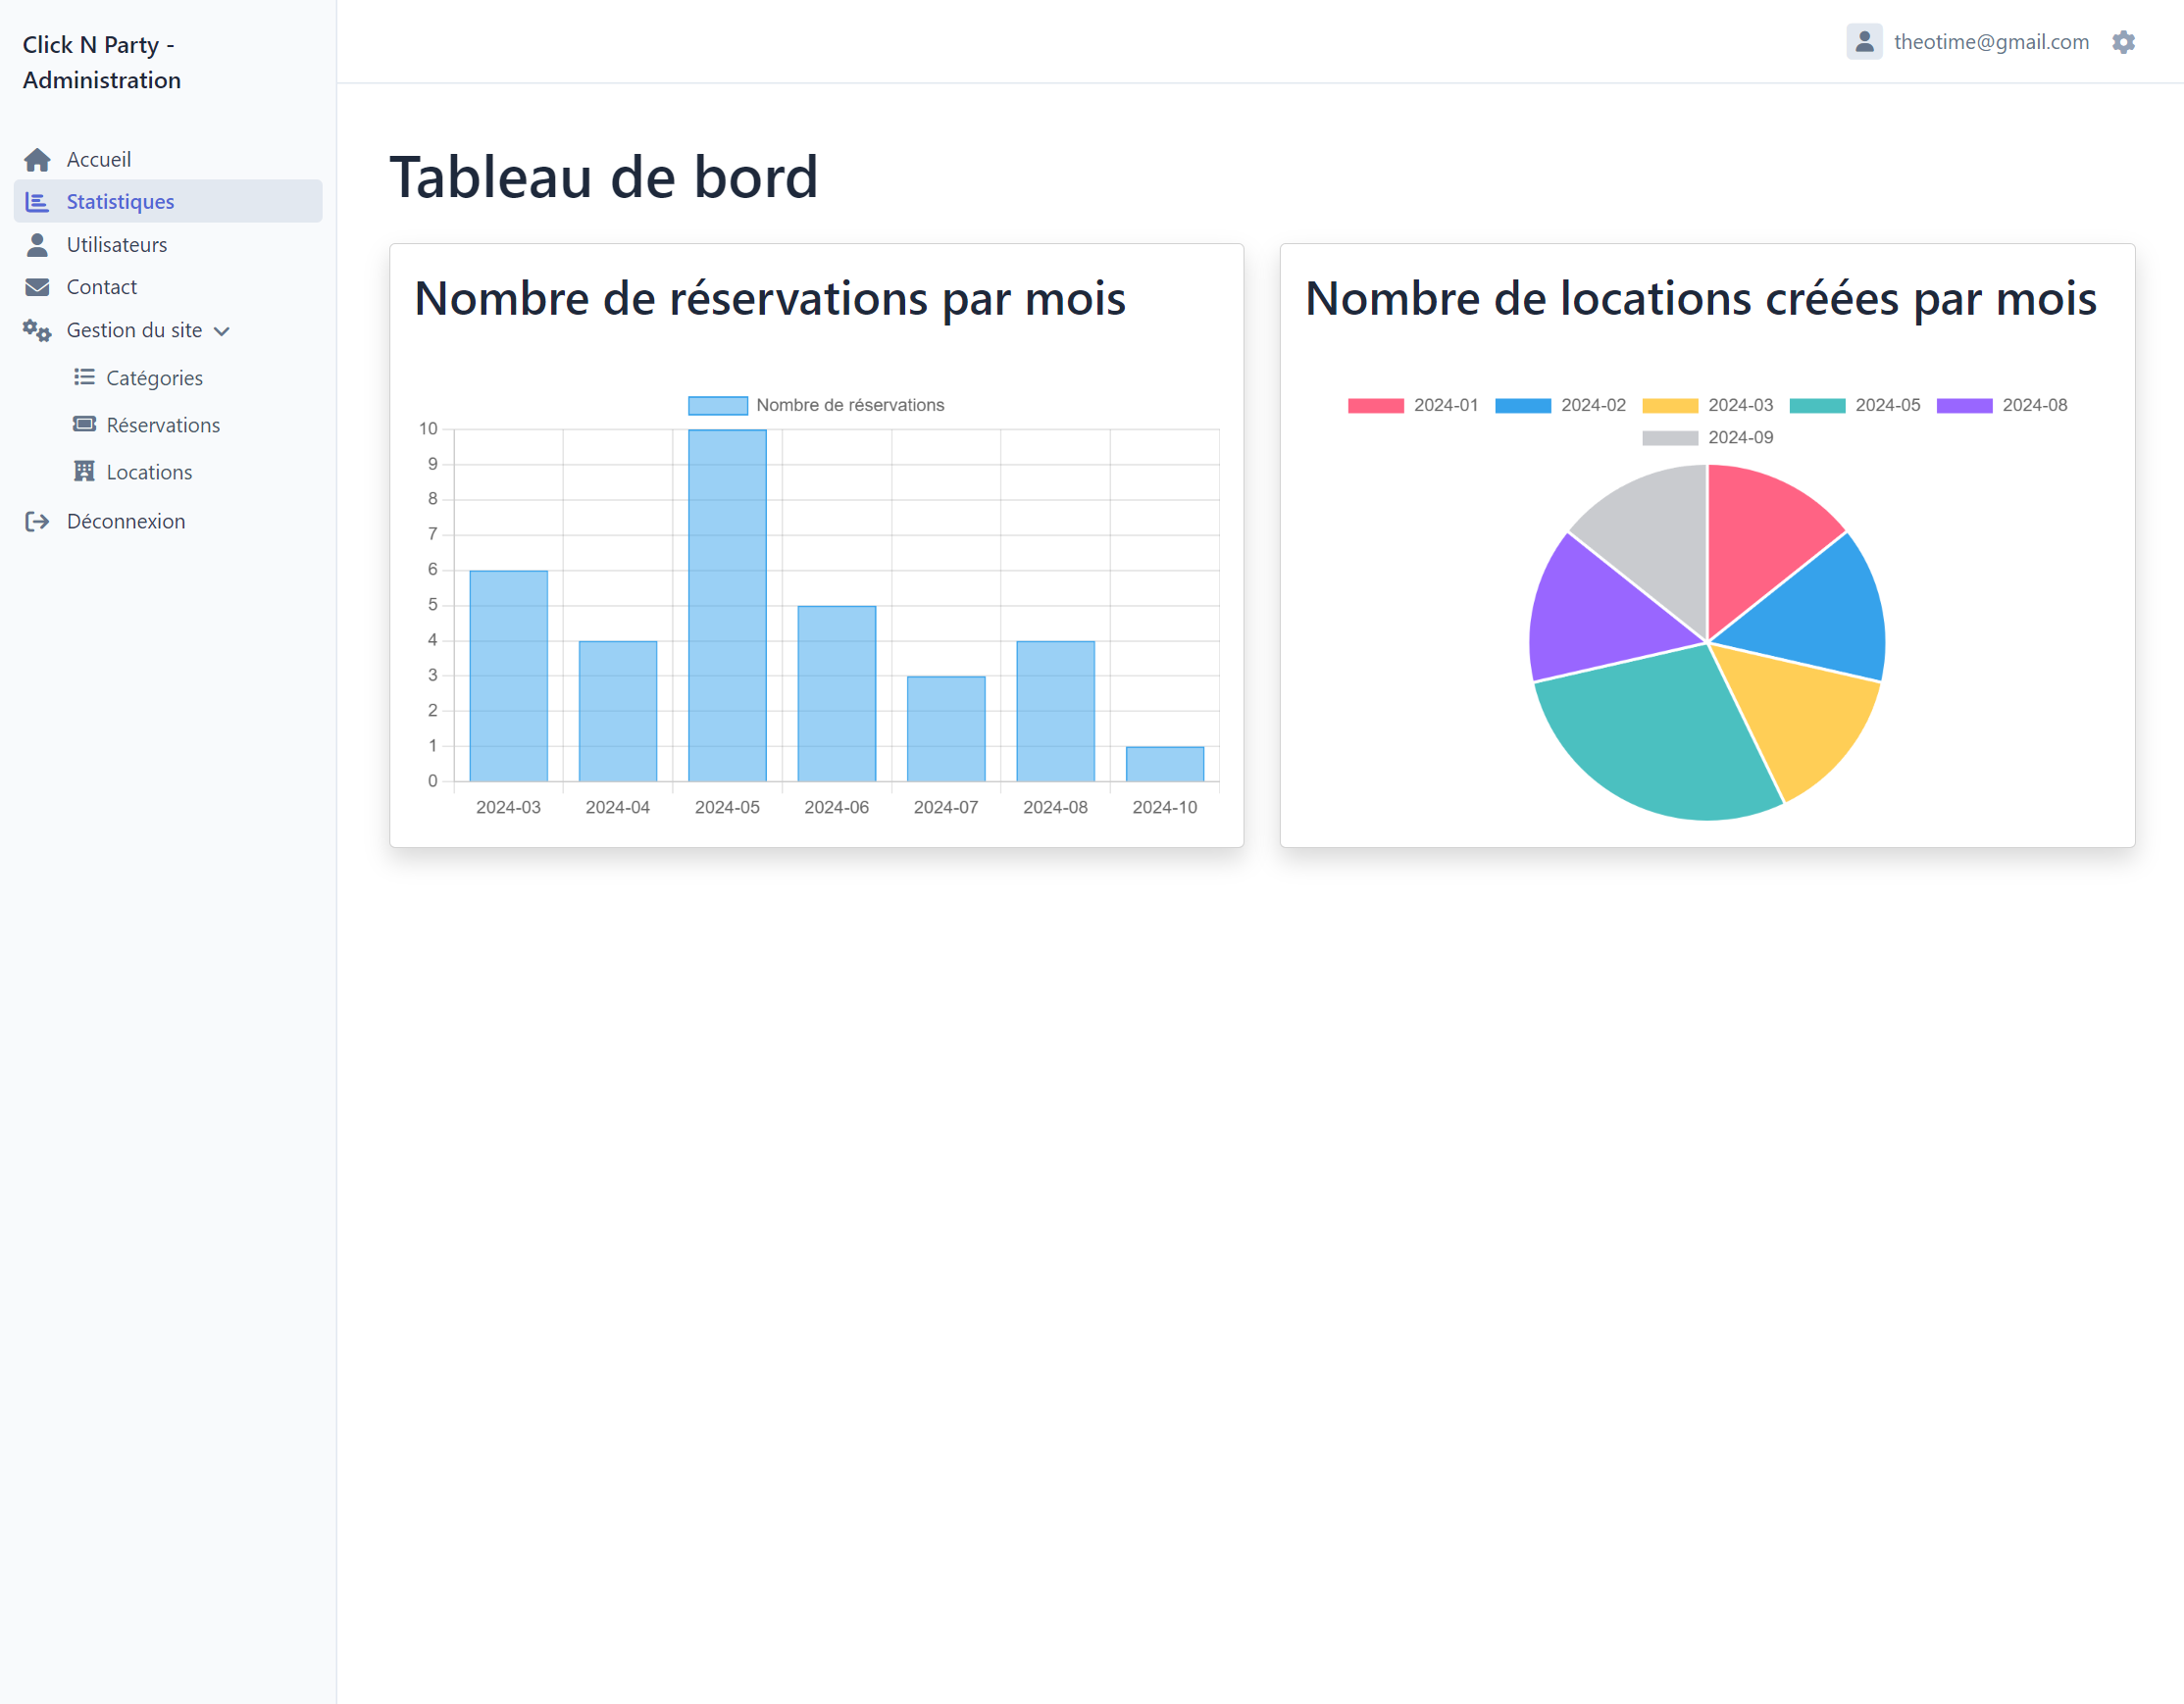 Click N Party -
Administration
Accueil
Statistiques
Utilisateurs
Contact
Gestion du site
Catégories
Réservations
Locations
Déconnexion
theotime@gmail.com
Tableau de bord
Nombre de réservations par mois
Nombre de réservations
10
9
8
7
6
5
4
3
2
1
0
2024-03 2024-04 2024-05 2024-06 2024-07 2024-08 2024-10
Nombre de locations créées par mois
2024-01 2024-02 2024-03 2024-05 2024-08
2024-09